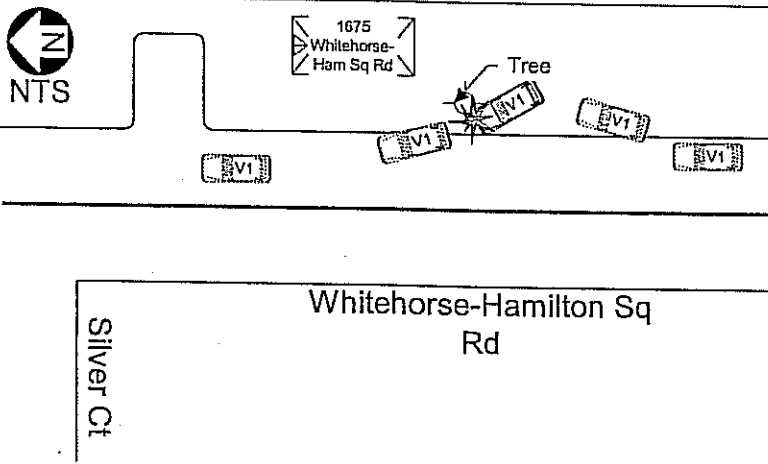 N
NTS
1675
Whitehorse-
Ham Sq Rd
Tree
V1
V1
V1
V1
V1
Whitehorse-Hamilton Sq
Rd
Silver Ct